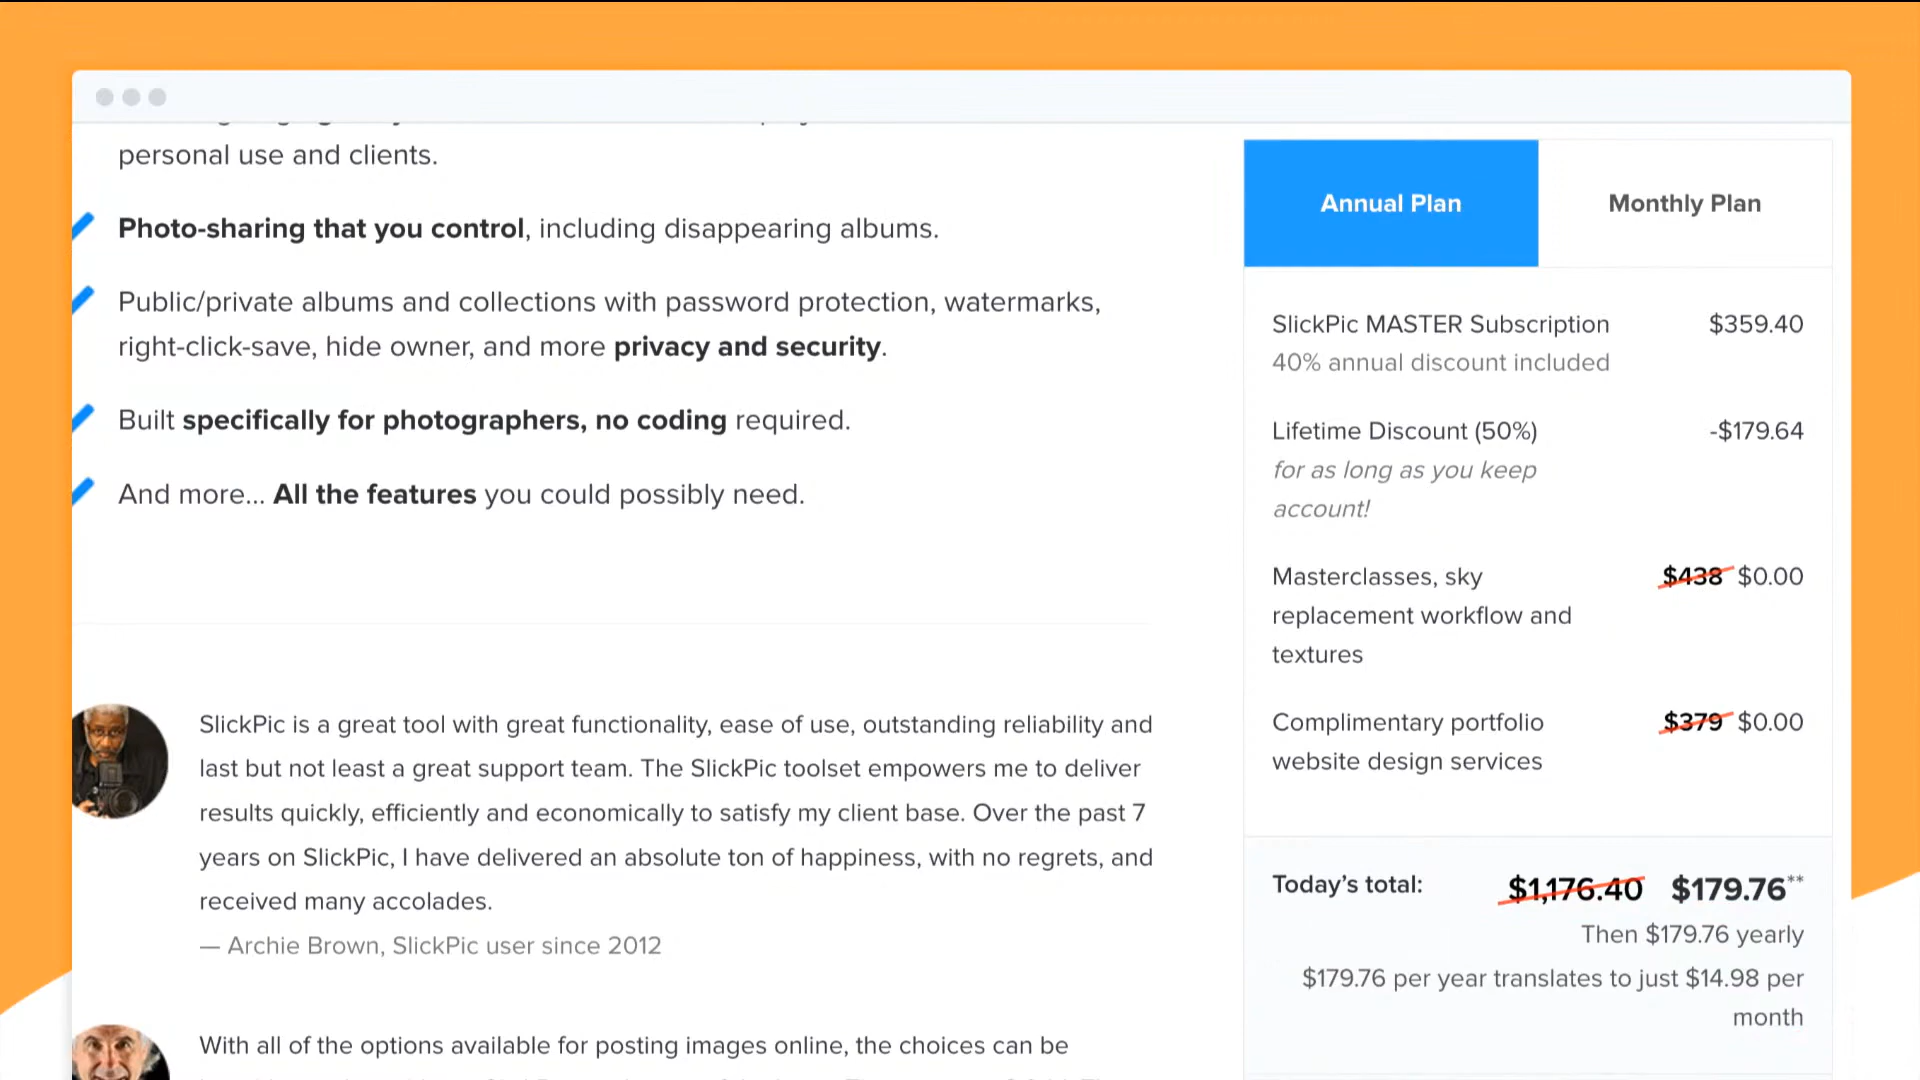 personal use and clients.
Photo-sharing that you control, including disappearing albums.
Public/private albums and collections with password protection, watermarks,
right-click-save, hide owner, and more privacy and security.
Built specifically for photographers, no coding required.
And more... All the features you could possibly need.
SlickPic is a great tool with great functionality, ease of use, outstanding reliability and
last but not least a great support team. The SlickPic toolset empowers me to deliver
results quickly, efficiently and economically to satisfy my client base. Over the past 7
years on SlickPic, I have delivered an absolute ton of happiness, with no regrets, and
received many accolades.
— Archie Brown, SlickPic user since 2012
With all of the options available for posting images online, the choices can be
Annual Plan Monthly Plan
SlickPic MASTER Subscription $359.40
40% annual discount included
Lifetime Discount (50%) -$179.64
for as long as you keep
account!
Masterclasses, sky $438 $0.00
replacement workflow and
textures
Complimentary portfolio $379 $0.00
website design services
Today's total: $1,176.40 $179.76**
Then $179.76 yearly
$179.76 per year translates to just $14.98 per
month